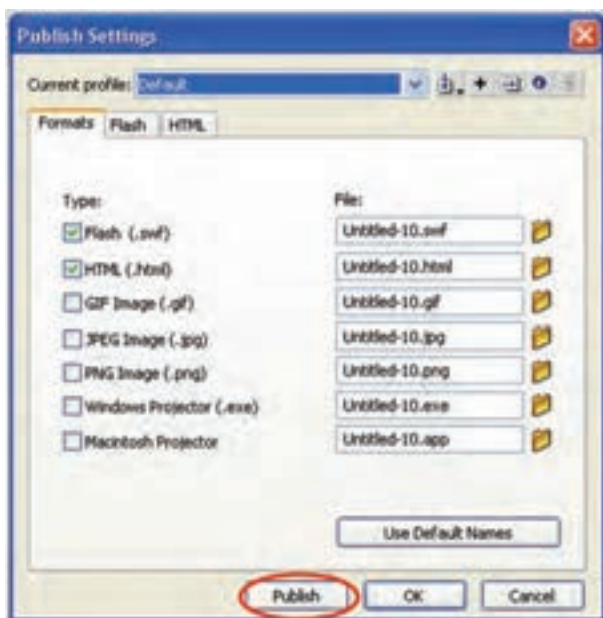 Publish Settings
Current profile: Default
Formats Flash HTML
Type: File:
Flash (.swf) Untitled-10.swf
HTML (.html) Untitled-10.html
GIF Image (.gif) Untitled-10.gif
JPEG Image (.jpg) Untitled-10.jpg
PNG Image (.png) Untitled-10.png
Windows Projector (.exe) Untitled-10.exe
Macintosh Projector Untitled-10.app
Use Default Names
Publish OK Cancel